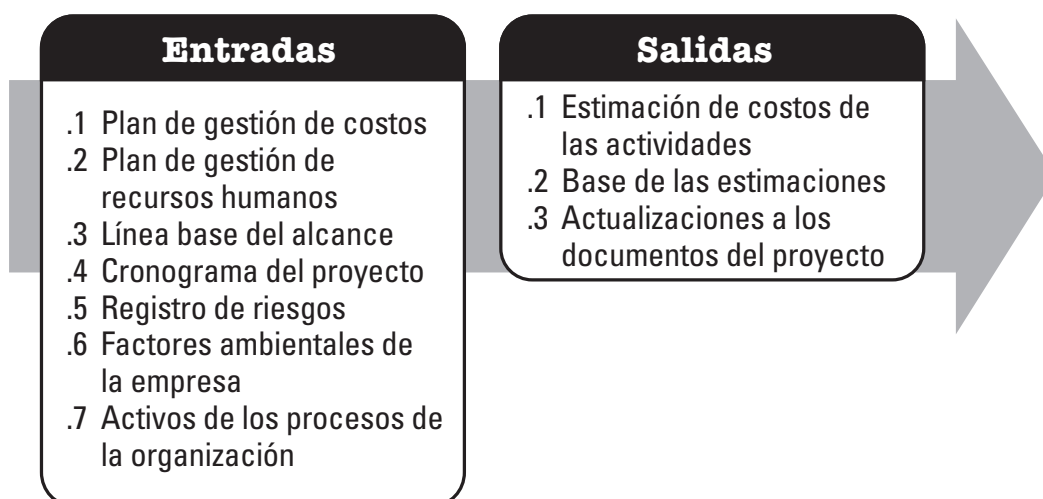 Entradas
.1 Plan de gestión de costos
.2 Plan de gestión de
recursos humanos
.3 Línea base del alcance
.4 Cronograma del proyecto
.5 Registro de riesgos
.6 Factores ambientales de
la empresa
.7 Activos de los procesos de
la organización
Salidas
.1 Estimación de costos de
las actividades
.2 Base de las estimaciones
.3 Actualizaciones a los
documentos del proyecto